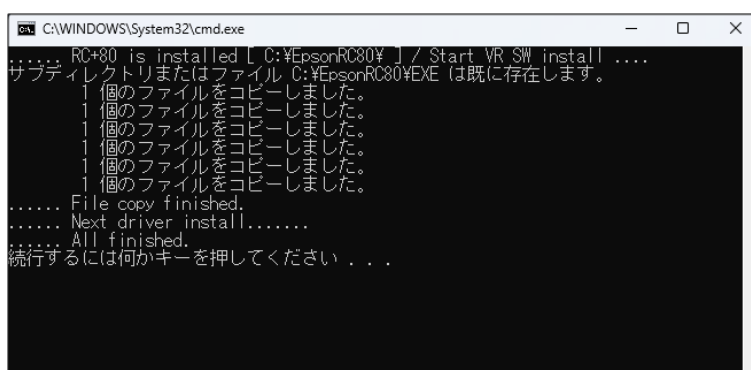 C:\WINDOWS\System32\cmd.exe
...... RC+80 is installed [ C:¥EpsonRC80¥ ] / Start VR SW install ....
サブディレクトリまたはファイル C:¥EpsonRC80¥EXE は既に存在します。
1 個のファイルをコピーしました。
1 個のファイルをコピーしました。
1 個のファイルをコピーしました。
1 個のファイルをコピーしました。
1 個のファイルをコピーしました。
1 個のファイルをコピーしました。
...... File copy finished.
...... Next driver install.......
...... All finished.
続行するには何かキーを押してください . . .